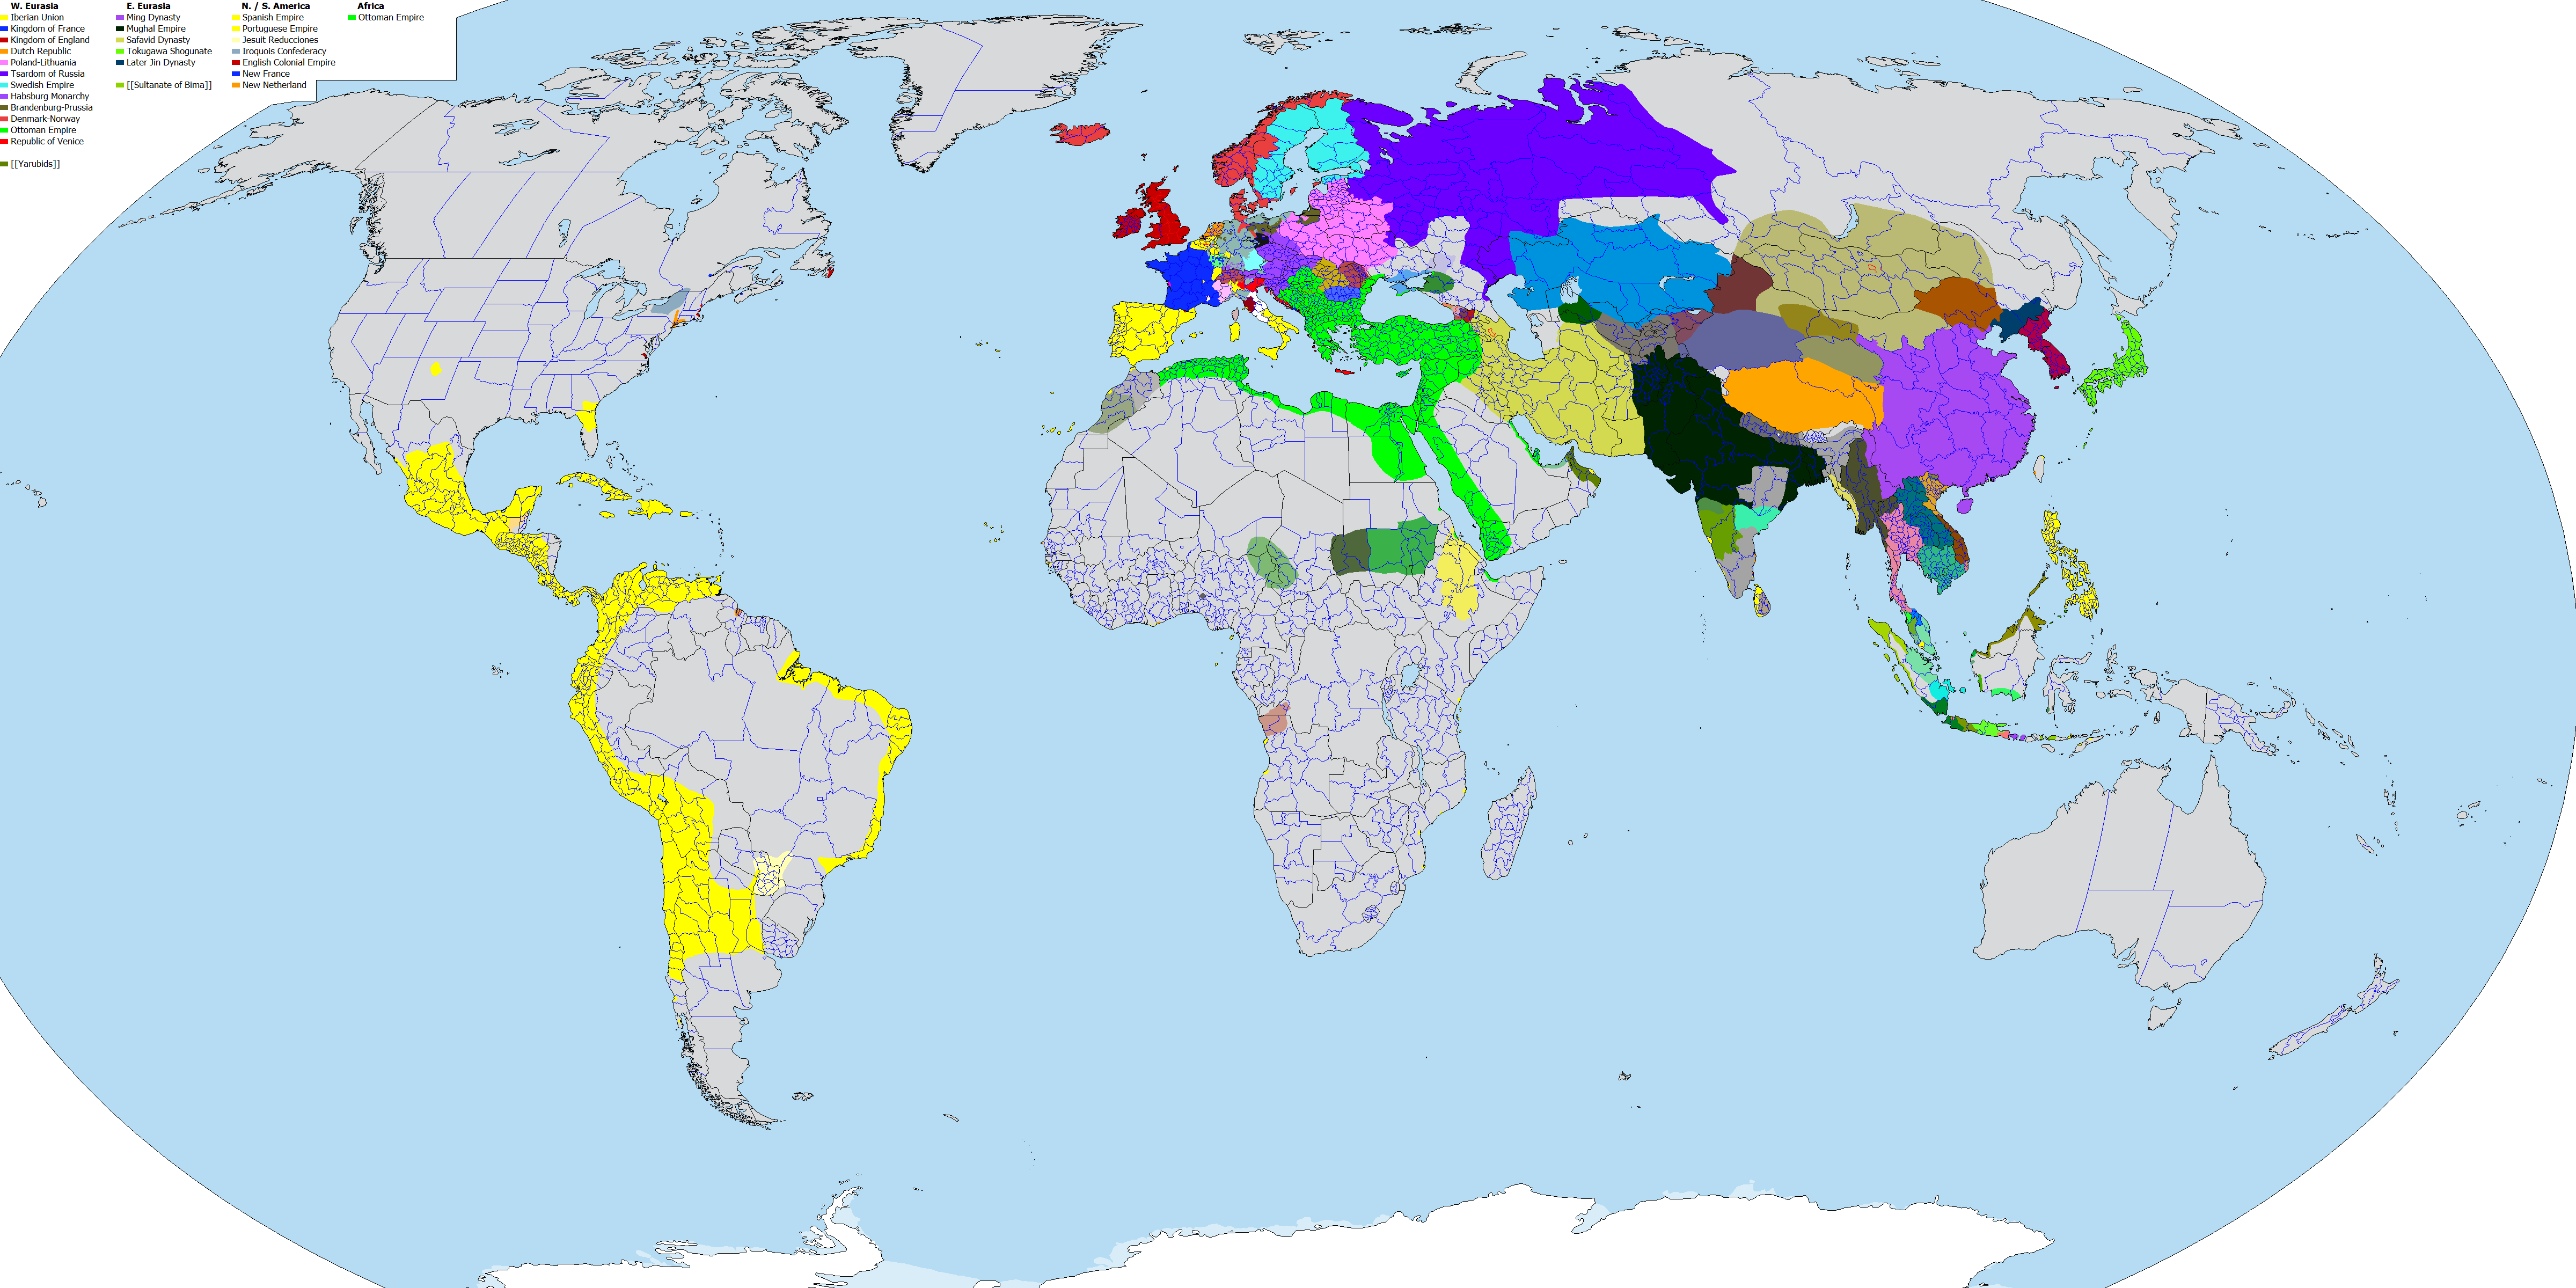 W. Eurasia
Iberian Union
Kingdom of France
Kingdom of England
Dutch Republic
Poland-Lithuania
Tsardom of Russia
Swedish Empire
Habsburg Monarchy
Brandenburg-Prussia
Denmark-Norway
Ottoman Empire
Republic of Venice
[[Yarubids]]
E. Eurasia
Ming Dynasty
Mughal Empire
Safavid Dynasty
Tokugawa Shogunate
Later Jin Dynasty
[[Sultanate of Bima]]
N. / S. America
Spanish Empire
Portuguese Empire
Jesuit Reducciones
Iroquois Confederacy
English Colonial Empire
New France
New Netherland
Africa
Ottoman Empire